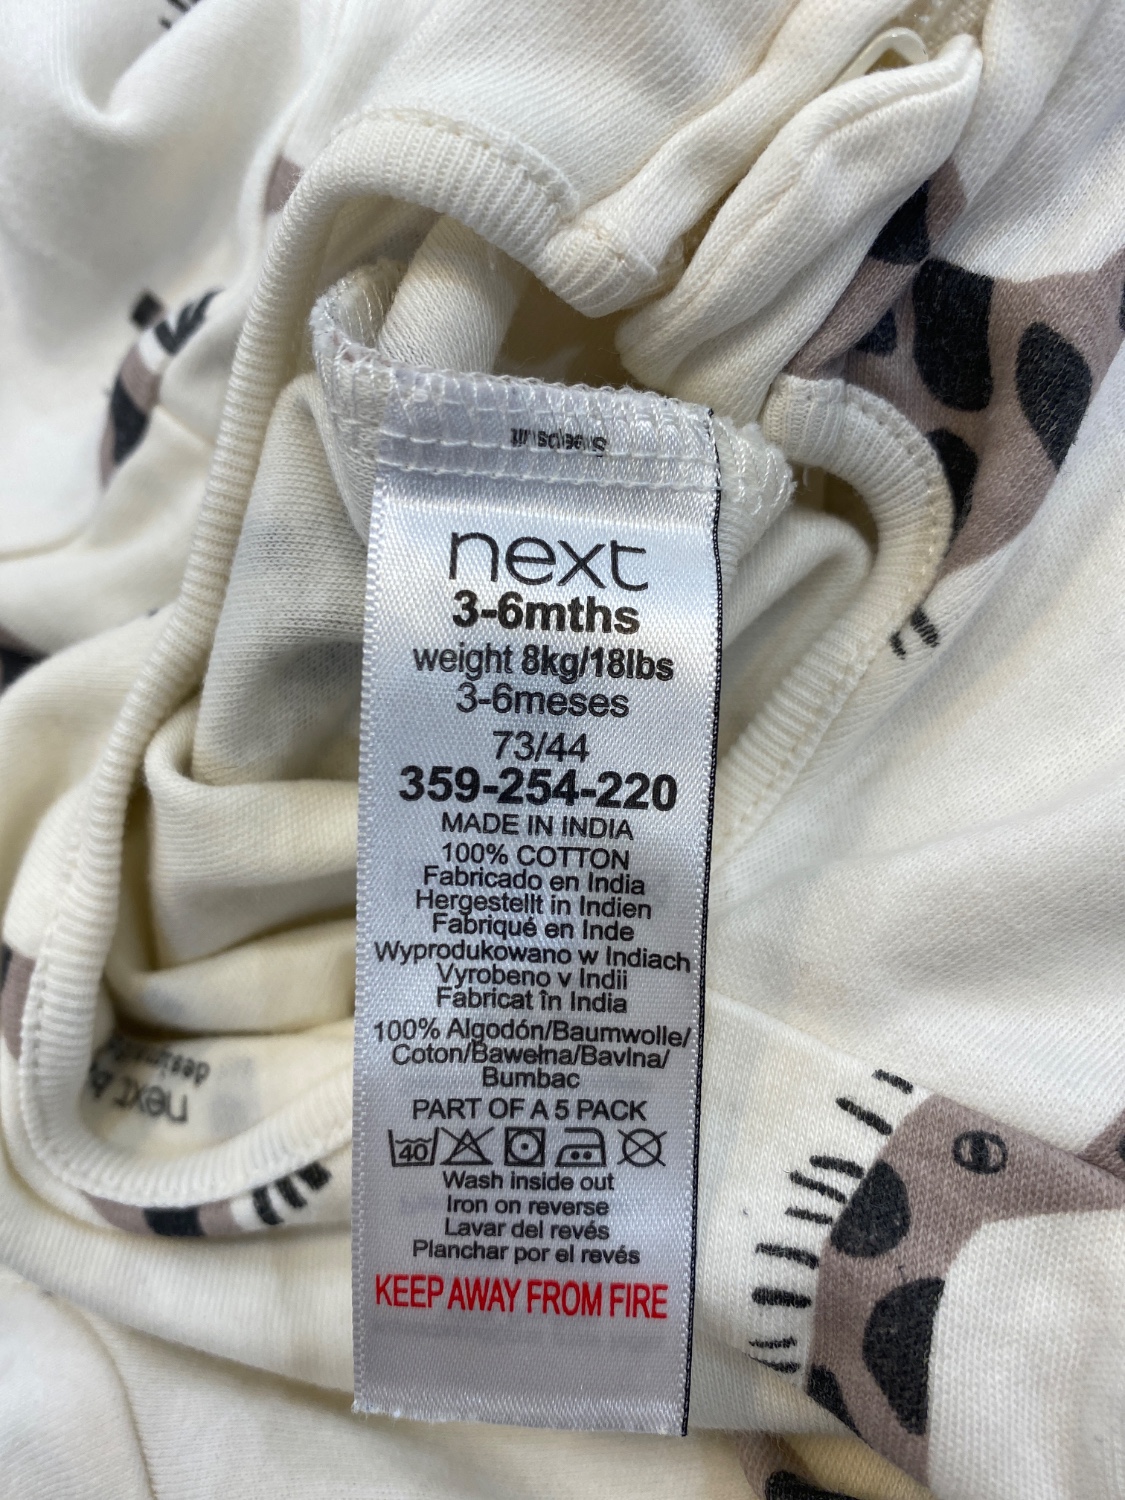 Sleepsuit
next
3-6mths
weight 8kg/18lbs
3-6meses
73/44
359-254-220
MADE IN INDIA
100% COTTON
Fabricado en India
Hergestellt in Indien
Fabriqué en Inde
Wyprodukowano w Indiach
Vyrobeno v Indii
Fabricat în India
100% Algodón/Baumwolle/
Coton/Bawełna/Bavlna/
Bumbac
PART OF A 5 PACK
40
Wash inside out
Iron on reverse
Lavar del revés
Planchar por el revés
KEEP AWAY FROM FIRE
next